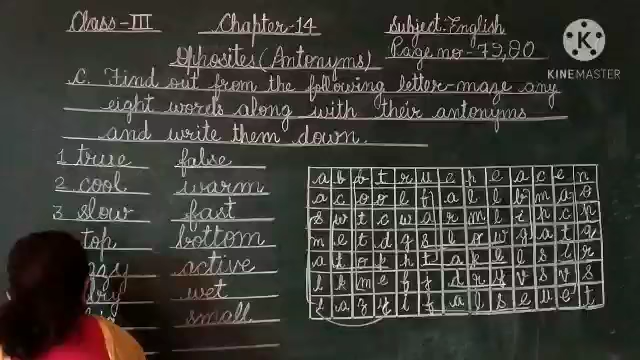 Class-III Chapter-14 Subject:English
Opposites (Antonyms) Page no-79,80
C. Find out from the following letter-maze any
eight words along with their antonyms
and write them down.
1 true false
2 cool warm
3 slow fast
top bottom
active
dry wet
small
a b b t r u e p e a c e n
a c o o l f a l l b m a o
s w t c w a r m l i p c p
m e t d g s l o w g a t q
a t o k h t a k l l s i r
l k m e f f d r y v s v s
f a z y l f a l s e u e t
KINEMASTER